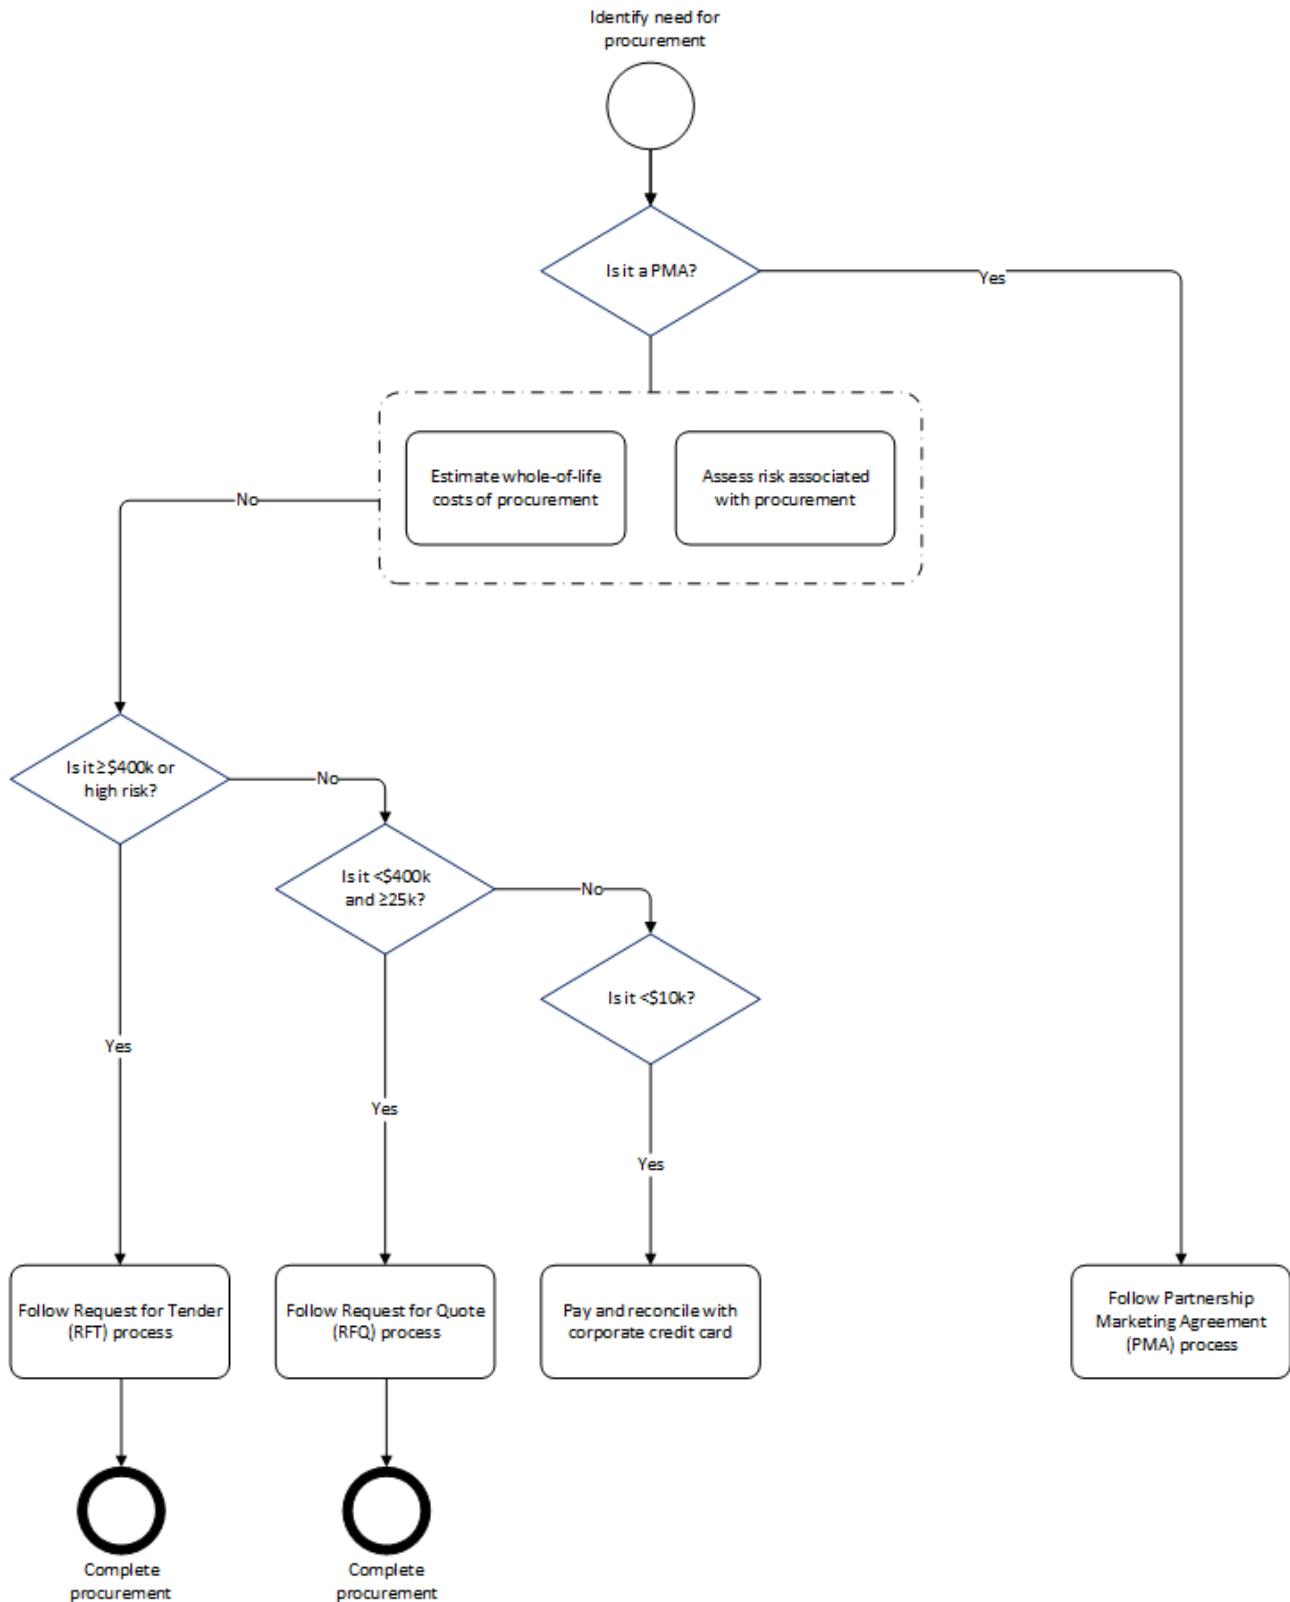 Identify need for
procurement
Is it a PMA?
Yes
Estimate whole-of-life
costs of procurement
Assess risk associated
with procurement
No
Is it ≥$400k or
high risk?
No
Is it <$400k
and ≥25k?
No
Is it <$10k?
Yes
Yes
Yes
Follow Request for Tender
(RFT) process
Follow Request for Quote
(RFQ) process
Pay and reconcile with
corporate credit card
Follow Partnership
Marketing Agreement
(PMA) process
Complete
procurement
Complete
procurement